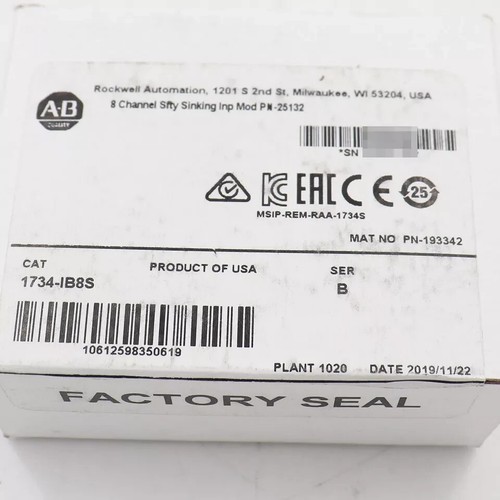 Rockwell Automation, 1201 S 2nd St, Milwaukee, WI 53204, USA
A-B
QUALITY
8 Channel Sfty Sinking Inp Mod PN-25132
*SN
EAC CE 25
MSIP-REM-RAA-1734S
MAT NO PN-193342
CAT PRODUCT OF USA SER
1734-IB8S B
10612598350619
PLANT 1020 DATE 2019/11/22
FACTORY SEAL